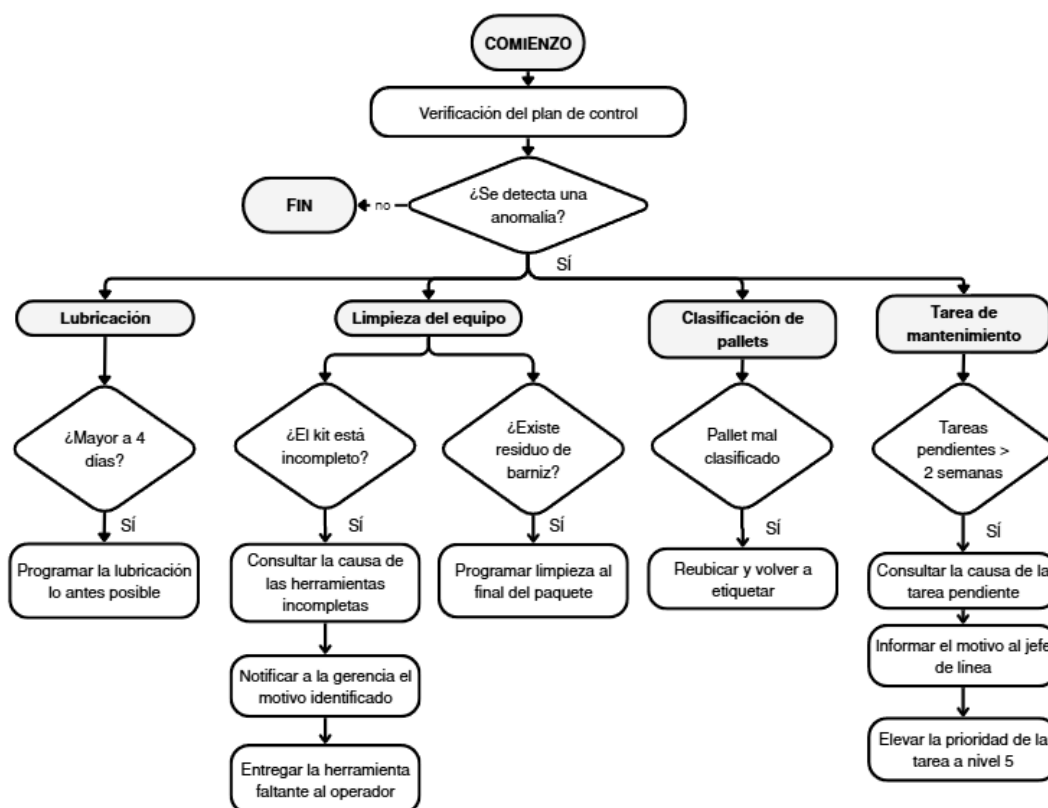 COMIENZO
Verificación del plan de control
¿Se detecta una
anomalía?
no
FIN
SÍ
Lubricación
Limpieza del equipo
Clasificación de
pallets
Tarea de
mantenimiento
¿Mayor a 4
días?
¿El kit está
incompleto?
¿Existe
residuo de
barniz?
Pallet mal
clasificado
Tareas
pendientes >
2 semanas
SÍ
SÍ
SÍ
SÍ
SÍ
Programar la lubricación
lo antes posible
Consultar la causa de
las herramientas
incompletas
Programar limpieza al
final del paquete
Reubicar y volver a
etiquetar
Consultar la causa de la
tarea pendiente
Notificar a la gerencia el
motivo identificado
Informar el motivo al jefe
de línea
Entregar la herramienta
faltante al operador
Elevar la prioridad de la
tarea a nivel 5